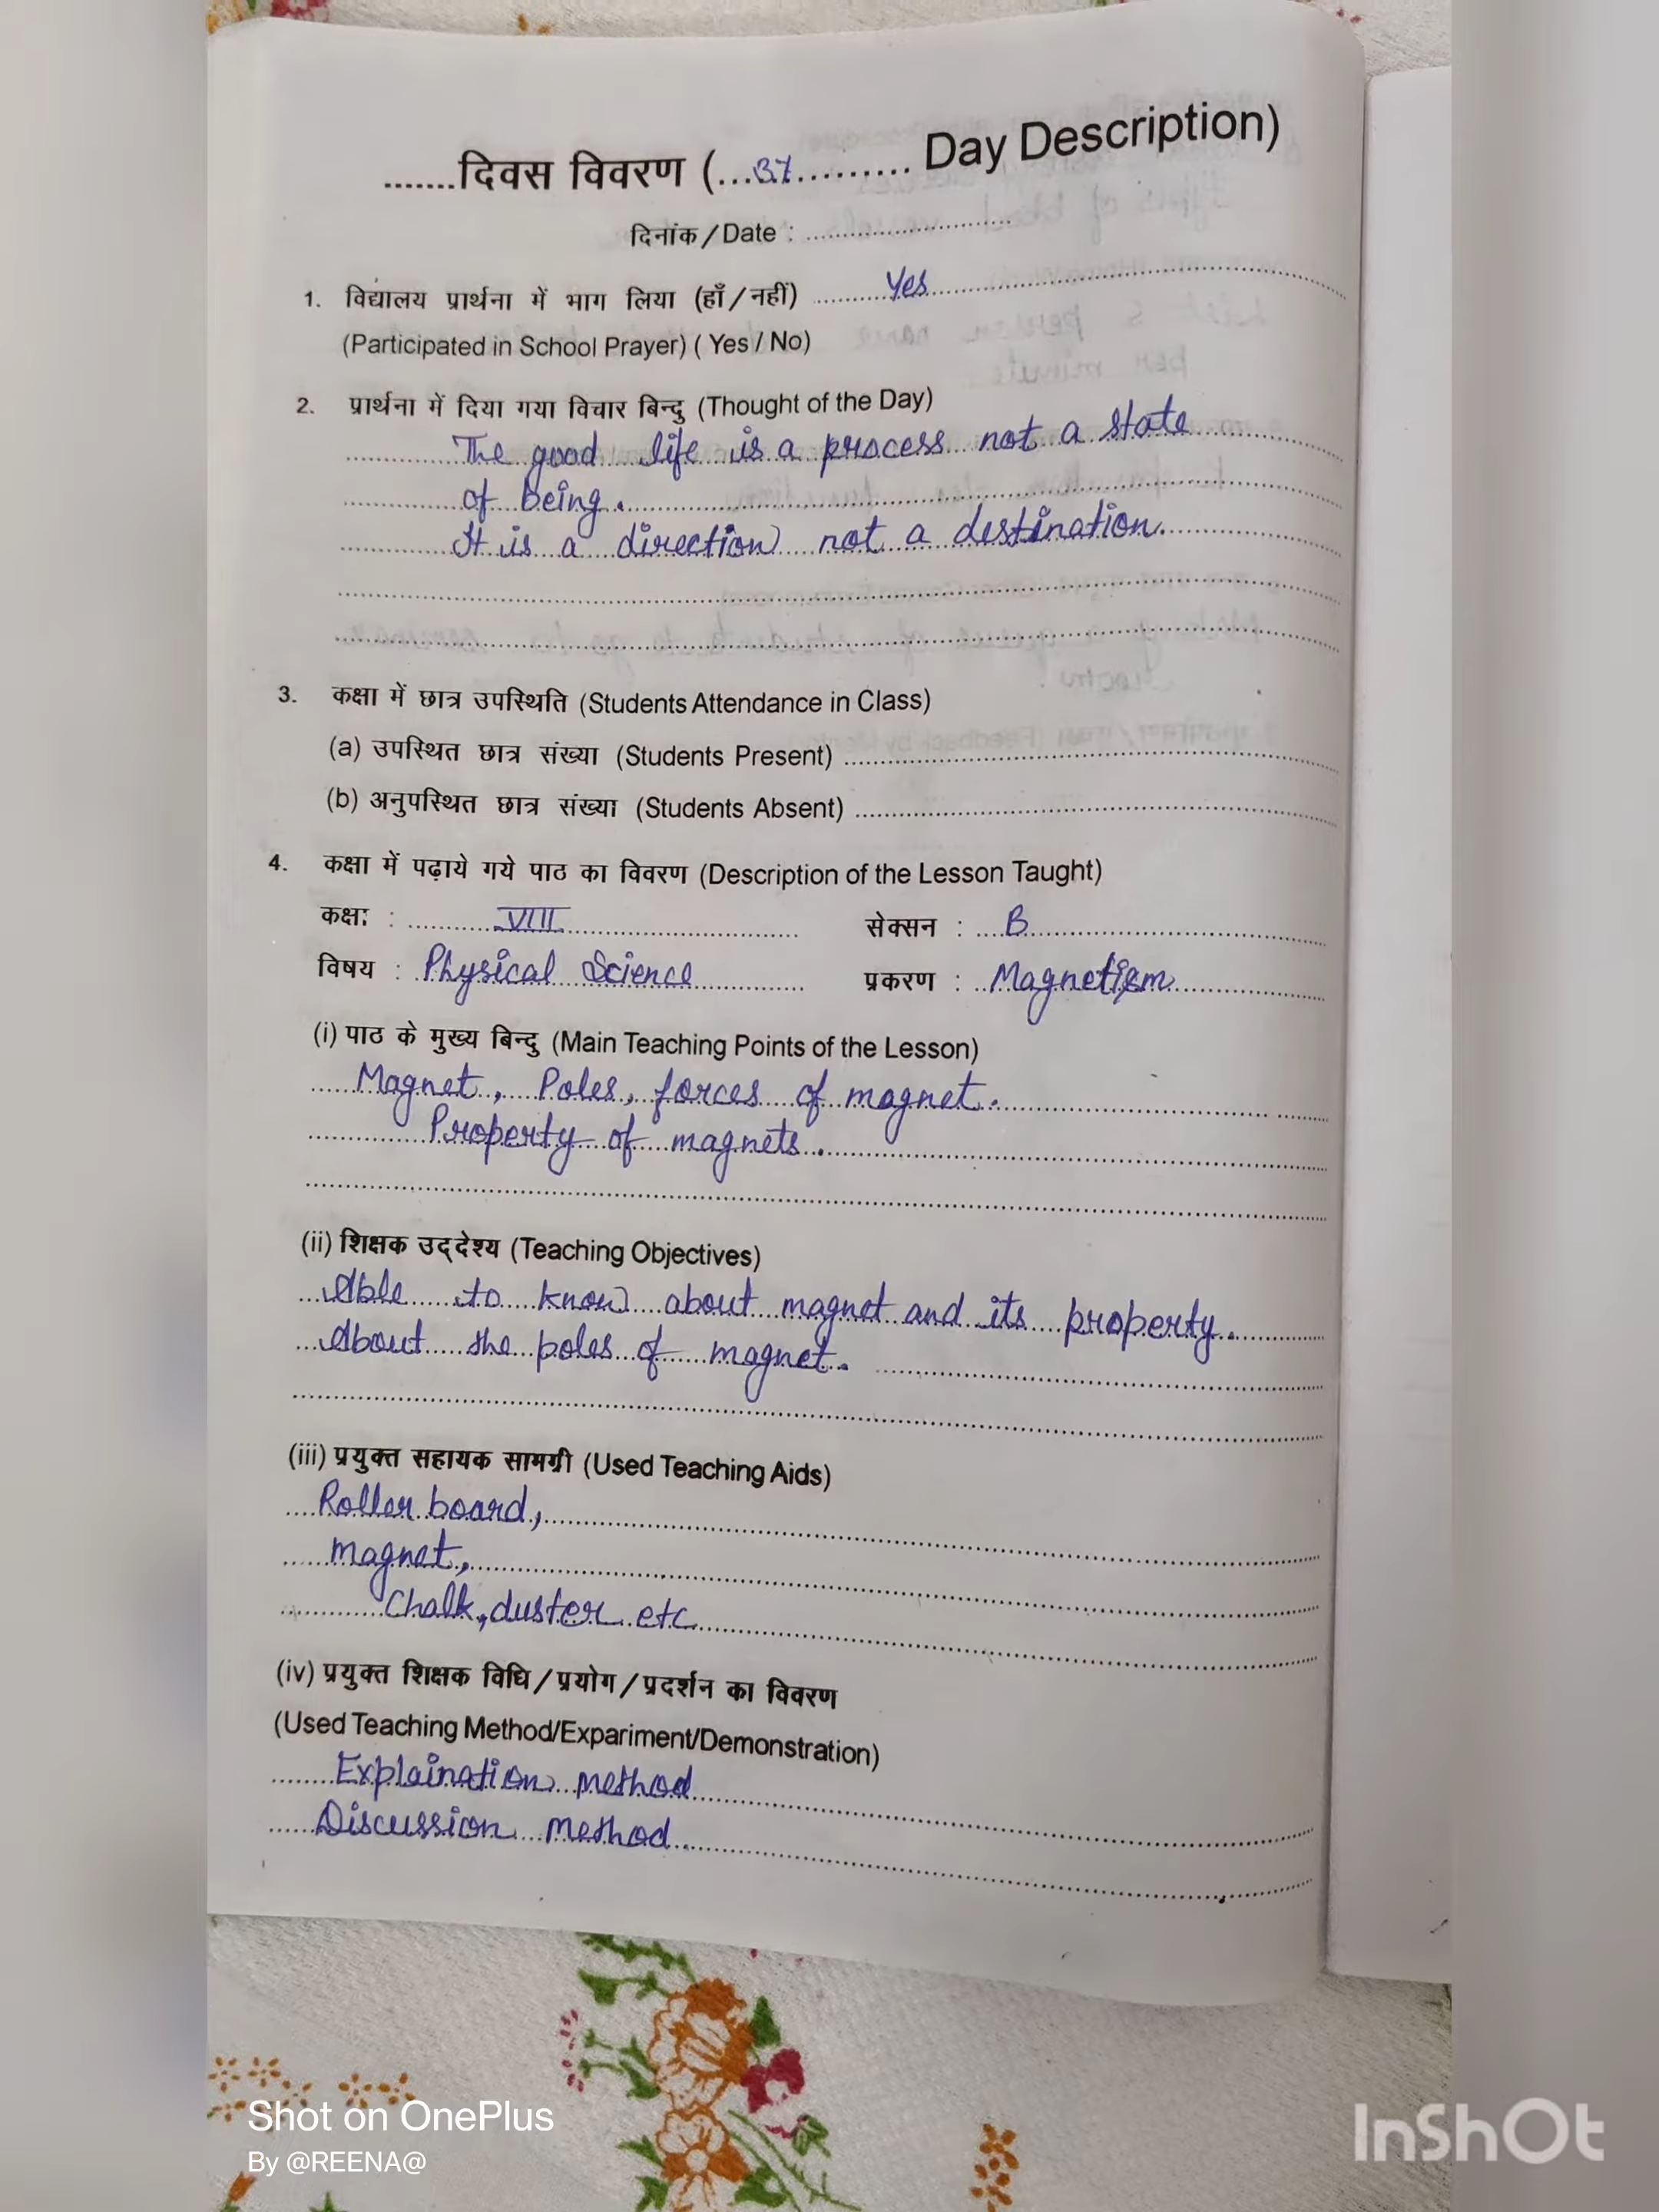 .......दिवस विवरण (...37.......... Day Description)
दिनांक/Date : ..............................
1. विद्यालय प्रार्थना में भाग लिया (हाँ/नहीं) ..........Yes..............................
(Participated in School Prayer) ( Yes / No)
2. प्रार्थना में दिया गया विचार बिन्दु (Thought of the Day)
The good life is a process not a state
of being.
It is a direction not a destination.
3. कक्षा में छात्र उपस्थिति (Students Attendance in Class)
(a) उपस्थित छात्र संख्या (Students Present) ..............................
(b) अनुपस्थित छात्र संख्या (Students Absent) ..............................
4. कक्षा में पढ़ाये गये पाठ का विवरण (Description of the Lesson Taught)
कक्षा : ..........VIII.............................. सेक्सन : ....B..............................
विषय : Physical Science.............. प्रकरण : ..Magnetism..............
(i) पाठ के मुख्य बिन्दु (Main Teaching Points of the Lesson)
Magnet, Poles, forces of magnet.
Property of magnets.
(ii) शिक्षक उद्देश्य (Teaching Objectives)
Able to know about magnet and its property.
About the poles of magnet.
(iii) प्रयुक्त सहायक सामग्री (Used Teaching Aids)
Roller board,
magnet,
Chalk, duster etc
(iv) प्रयुक्त शिक्षक विधि/प्रयोग/प्रदर्शन का विवरण
(Used Teaching Method/Expariment/Demonstration)
Explaination method
Discussion method
Shot on OnePlus
By @REENA@
InShOt